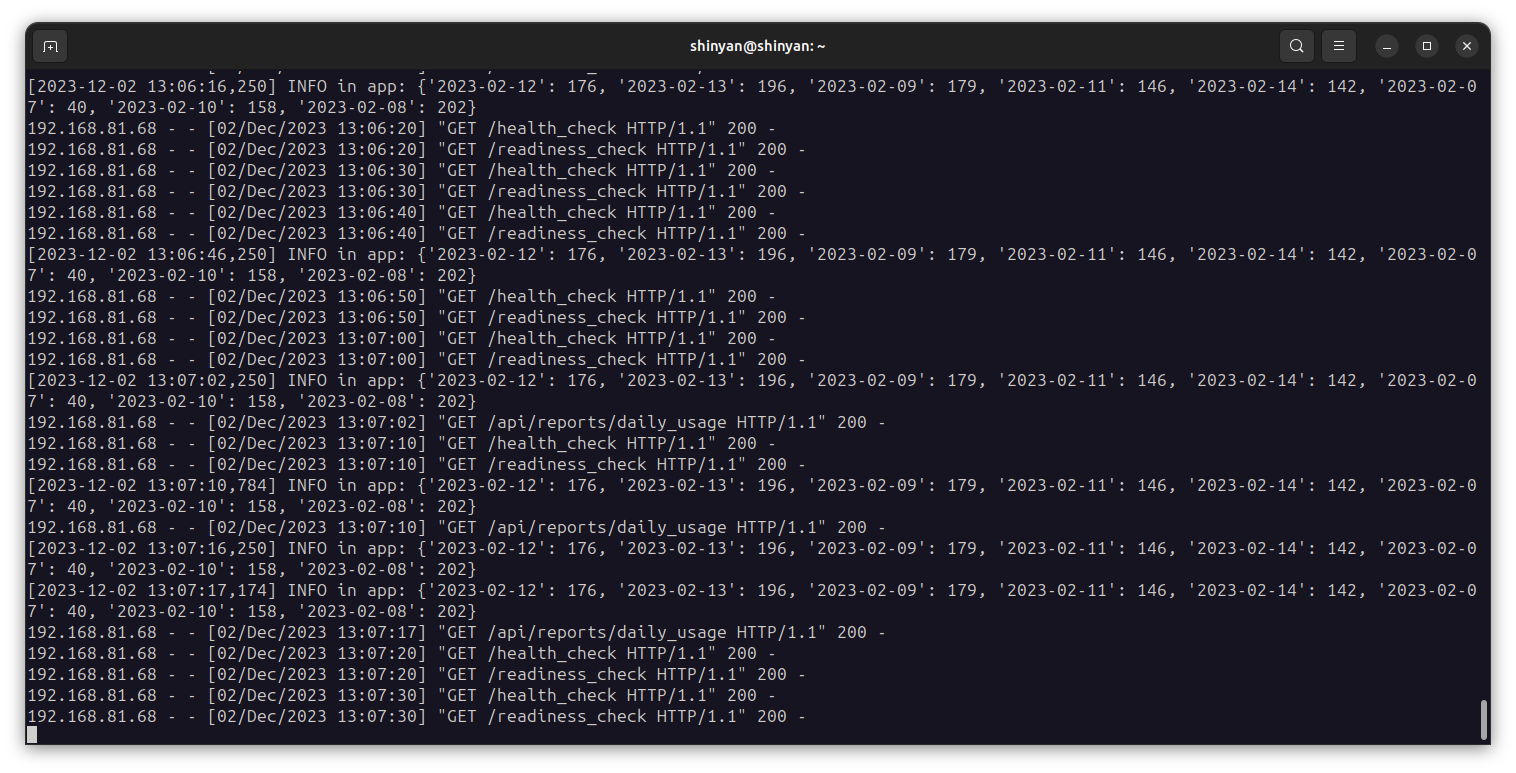 shinyan@shinyan: ~
[2023-12-02 13:06:16,250] INFO in app: {'2023-02-12': 176, '2023-02-13': 196, '2023-02-09': 179, '2023-02-11': 146, '2023-02-14': 142, '2023-02-0
7': 40, '2023-02-10': 158, '2023-02-08': 202}
192.168.81.68 - - [02/Dec/2023 13:06:20] "GET /health_check HTTP/1.1" 200 -
192.168.81.68 - - [02/Dec/2023 13:06:20] "GET /readiness_check HTTP/1.1" 200 -
192.168.81.68 - - [02/Dec/2023 13:06:30] "GET /health_check HTTP/1.1" 200 -
192.168.81.68 - - [02/Dec/2023 13:06:30] "GET /readiness_check HTTP/1.1" 200 -
192.168.81.68 - - [02/Dec/2023 13:06:40] "GET /health_check HTTP/1.1" 200 -
192.168.81.68 - - [02/Dec/2023 13:06:40] "GET /readiness_check HTTP/1.1" 200 -
[2023-12-02 13:06:46,250] INFO in app: {'2023-02-12': 176, '2023-02-13': 196, '2023-02-09': 179, '2023-02-11': 146, '2023-02-14': 142, '2023-02-0
7': 40, '2023-02-10': 158, '2023-02-08': 202}
192.168.81.68 - - [02/Dec/2023 13:06:50] "GET /health_check HTTP/1.1" 200 -
192.168.81.68 - - [02/Dec/2023 13:06:50] "GET /readiness_check HTTP/1.1" 200 -
192.168.81.68 - - [02/Dec/2023 13:07:00] "GET /health_check HTTP/1.1" 200 -
192.168.81.68 - - [02/Dec/2023 13:07:00] "GET /readiness_check HTTP/1.1" 200 -
[2023-12-02 13:07:02,250] INFO in app: {'2023-02-12': 176, '2023-02-13': 196, '2023-02-09': 179, '2023-02-11': 146, '2023-02-14': 142, '2023-02-0
7': 40, '2023-02-10': 158, '2023-02-08': 202}
192.168.81.68 - - [02/Dec/2023 13:07:02] "GET /api/reports/daily_usage HTTP/1.1" 200 -
192.168.81.68 - - [02/Dec/2023 13:07:10] "GET /health_check HTTP/1.1" 200 -
192.168.81.68 - - [02/Dec/2023 13:07:10] "GET /readiness_check HTTP/1.1" 200 -
[2023-12-02 13:07:10,784] INFO in app: {'2023-02-12': 176, '2023-02-13': 196, '2023-02-09': 179, '2023-02-11': 146, '2023-02-14': 142, '2023-02-0
7': 40, '2023-02-10': 158, '2023-02-08': 202}
192.168.81.68 - - [02/Dec/2023 13:07:10] "GET /api/reports/daily_usage HTTP/1.1" 200 -
[2023-12-02 13:07:16,250] INFO in app: {'2023-02-12': 176, '2023-02-13': 196, '2023-02-09': 179, '2023-02-11': 146, '2023-02-14': 142, '2023-02-0
7': 40, '2023-02-10': 158, '2023-02-08': 202}
[2023-12-02 13:07:17,174] INFO in app: {'2023-02-12': 176, '2023-02-13': 196, '2023-02-09': 179, '2023-02-11': 146, '2023-02-14': 142, '2023-02-0
7': 40, '2023-02-10': 158, '2023-02-08': 202}
192.168.81.68 - - [02/Dec/2023 13:07:17] "GET /api/reports/daily_usage HTTP/1.1" 200 -
192.168.81.68 - - [02/Dec/2023 13:07:20] "GET /health_check HTTP/1.1" 200 -
192.168.81.68 - - [02/Dec/2023 13:07:20] "GET /readiness_check HTTP/1.1" 200 -
192.168.81.68 - - [02/Dec/2023 13:07:30] "GET /health_check HTTP/1.1" 200 -
192.168.81.68 - - [02/Dec/2023 13:07:30] "GET /readiness_check HTTP/1.1" 200 -